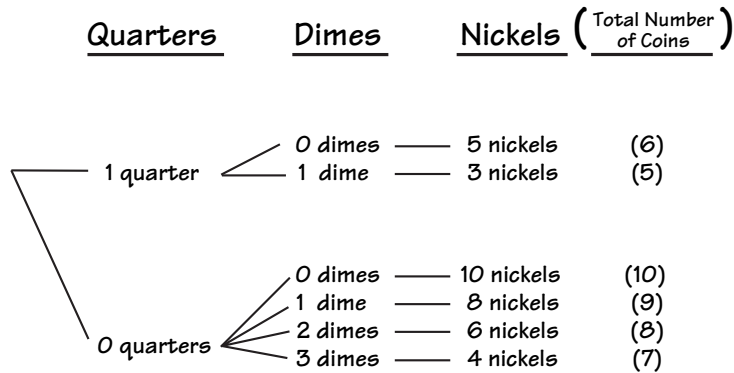 Quarters Dimes Nickels (Total Number of Coins)
0 dimes 5 nickels (6)
1 quarter 1 dime 3 nickels (5)
0 dimes 10 nickels (10)
1 dime 8 nickels (9)
2 dimes 6 nickels (8)
0 quarters
3 dimes 4 nickels (7)